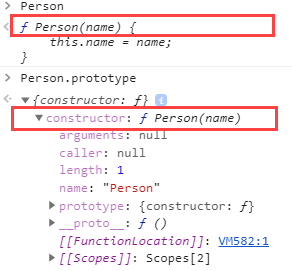 Person
ƒ Person(name) {
this.name = name;
}
Person.prototype
{constructor: ƒ} i
constructor: ƒ Person(name)
arguments: null
caller: null
length: 1
name: "Person"
prototype: {constructor: ƒ}
__proto__: ƒ ()
[[FunctionLocation]]: VM582:1
[[Scopes]]: Scopes[2]